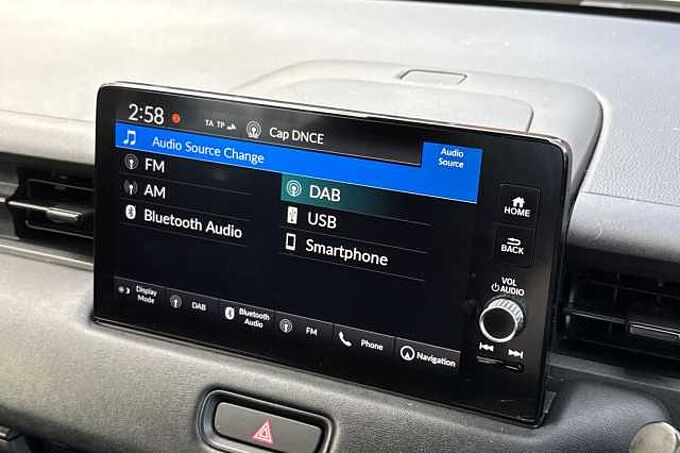 2:58
TA TP
Cap DNCE
Audio Source Change
Audio
Source
FM
AM
Bluetooth Audio
DAB
USB
Smartphone
HOME
BACK
VOL
AUDIO
Display
Mode
DAB
Bluetooth
Audio
FM
Phone
Navigation